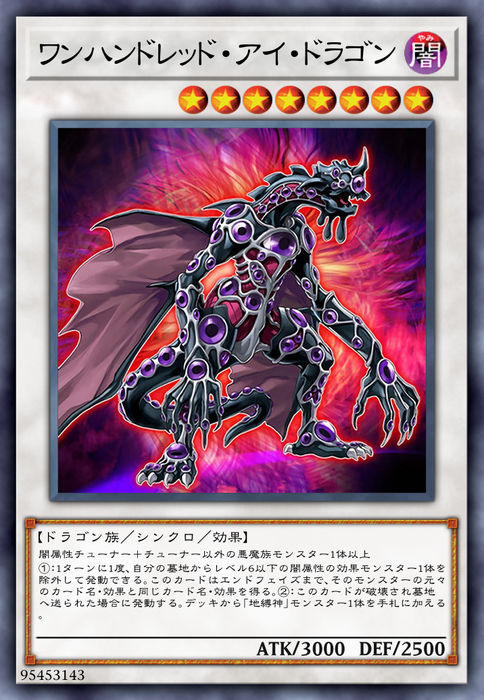 ワンハンドレッド・アイ・ドラゴン
やみ
闇
【ドラゴン族／シンクロ／効果】
闇属性チューナー＋チューナー以外の悪魔族モンスター1体以上
①：1ターンに1度、自分の墓地からレベル6以下の闇属性の効果モンスター1体を
除外して発動できる。このカードはエンドフェイズまで、そのモンスターの元々
のカード名・効果と同じカード名・効果を得る。②：このカードが破壊され墓地
へ送られた場合に発動する。デッキから「地縛神」モンスター1体を手札に加える
。
ATK/3000 DEF/2500
95453143